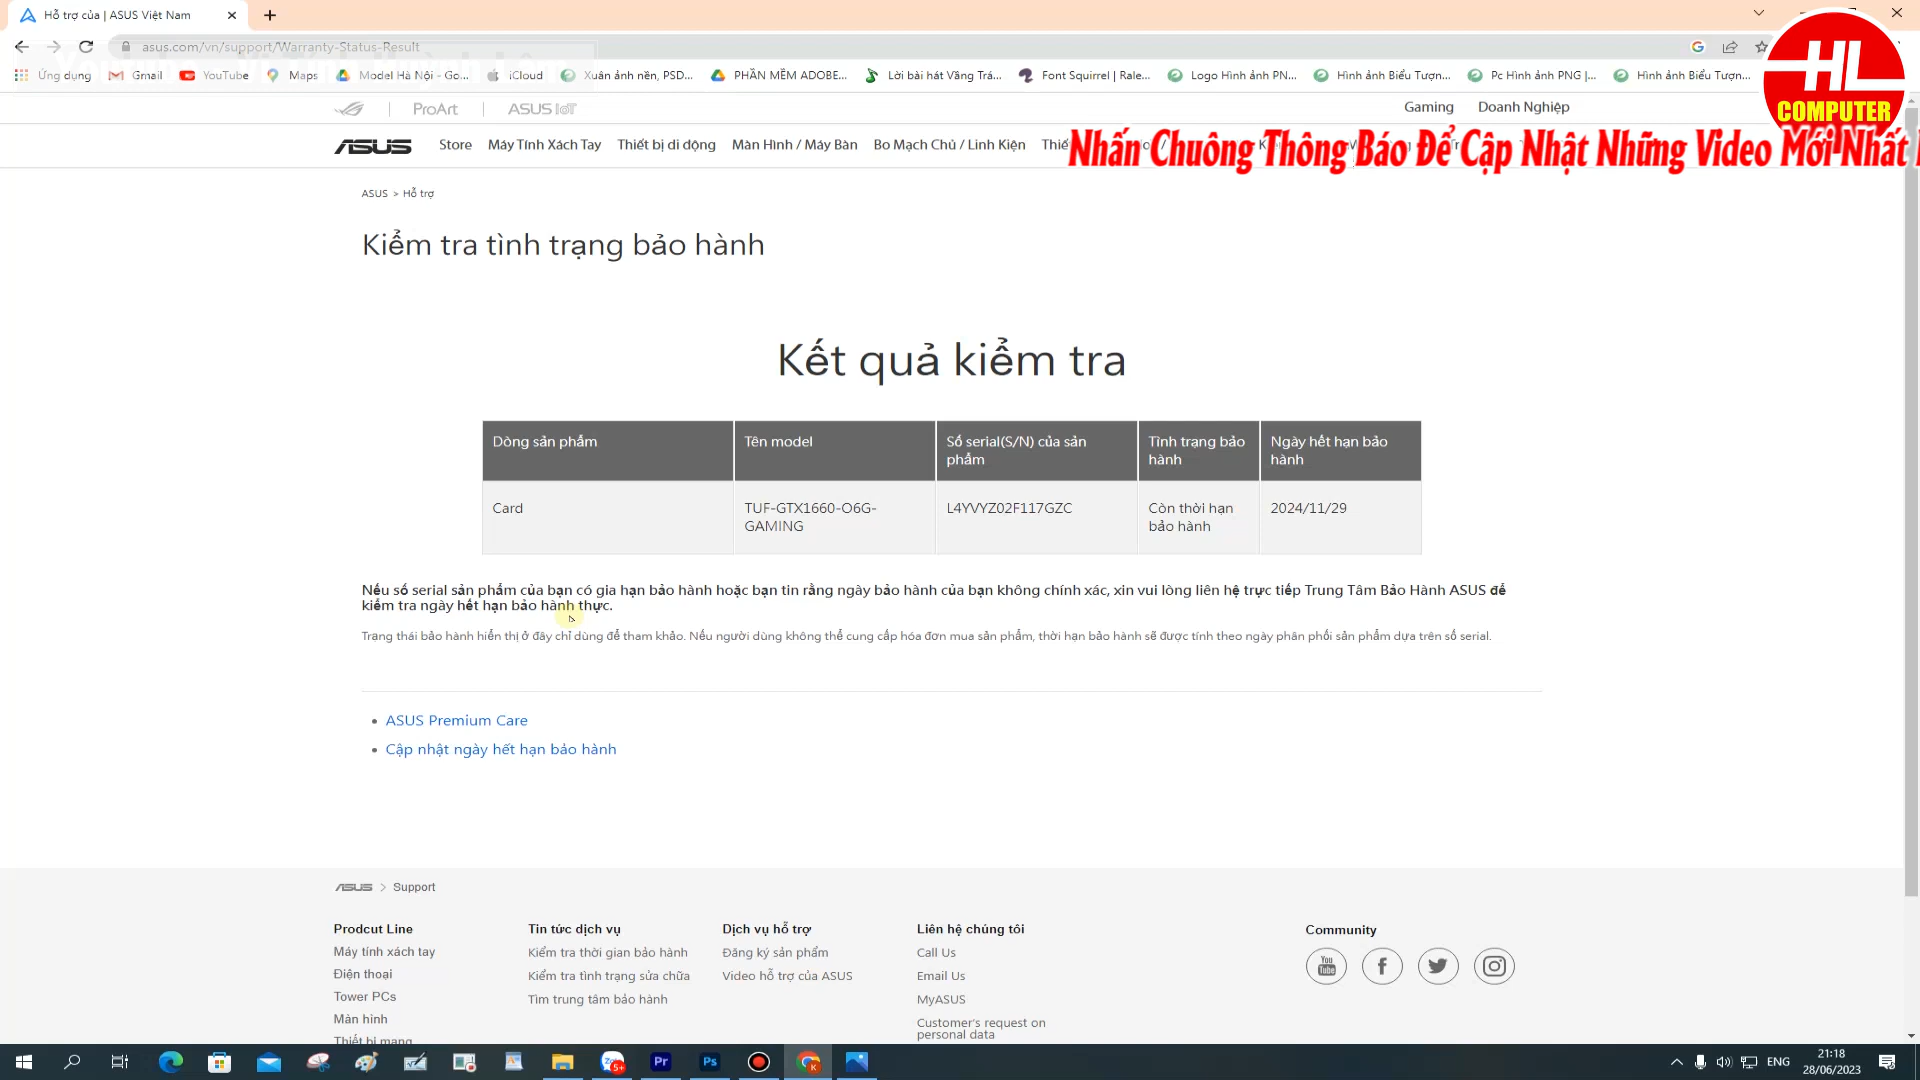 Hỗ trợ của | ASUS Việt Nam
asus.com/vn/support/Warranty-Status-Result
Ứng dụng
Gmail
YouTube
Maps
Model Hà Nội - Go...
iCloud
Xuân ảnh nền, PSD...
PHẦN MỀM ADOBE...
Lời bài hát Vầng Tră...
Font Squirrel | Rale...
Logo Hình ảnh PN...
Hình ảnh Biểu Tượn...
Pc Hình ảnh PNG |...
Hình ảnh Biểu Tượn...
HL
COMPUTER
ProArt
ASUS IoT
Gaming
Doanh Nghiệp
ASUS
Store
Máy Tính Xách Tay
Thiết bị di động
Màn Hình / Máy Bàn
Bo Mạch Chủ / Linh Kiện
Nhấn Chuông Thông Báo Để Cập Nhật Những Video Mới Nhất
ASUS > Hỗ trợ
Kiểm tra tình trạng bảo hành
Kết quả kiểm tra
Dòng sản phẩm
Tên model
Số serial(S/N) của sản
phẩm
Tình trạng bảo
hành
Ngày hết hạn bảo
hành
Card
TUF-GTX1660-O6G-
GAMING
L4YVYZ02F117GZC
Còn thời hạn
bảo hành
2024/11/29
Nếu số serial sản phẩm của bạn có gia hạn bảo hành hoặc bạn tin rằng ngày bảo hành của bạn không chính xác, xin vui lòng liên hệ trực tiếp Trung Tâm Bảo Hành ASUS để
kiểm tra ngày hết hạn bảo hành thực.
Trạng thái bảo hành hiển thị ở đây chỉ dùng để tham khảo. Nếu người dùng không thể cung cấp hóa đơn mua sản phẩm, thời hạn bảo hành sẽ được tính theo ngày phân phối sản phẩm dựa trên số serial.
ASUS Premium Care
Cập nhật ngày hết hạn bảo hành
ASUS > Support
Prodcut Line
Máy tính xách tay
Điện thoại
Tower PCs
Màn hình
Thiết bị mạng
Tin tức dịch vụ
Kiểm tra thời gian bảo hành
Kiểm tra tình trạng sửa chữa
Tìm trung tâm bảo hành
Dịch vụ hỗ trợ
Đăng ký sản phẩm
Video hỗ trợ của ASUS
Liên hệ chúng tôi
Call Us
Email Us
MyASUS
Customer's request on
personal data
Community
You
Tube
Zalo
5+
Pr
Ps
K
ENG
21:18
28/06/2023